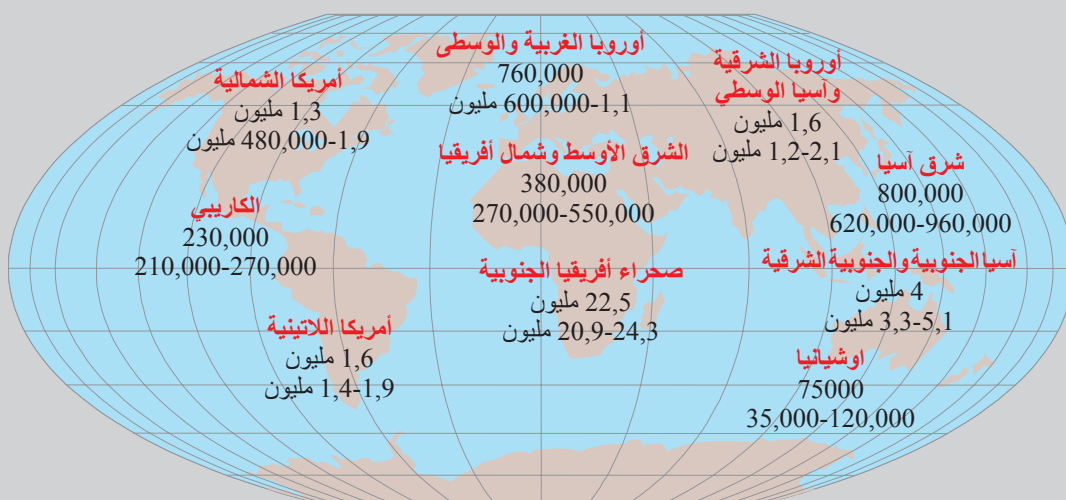 أوروبا الغربية والوسطى
760,000
600,000-1,1 مليون
أوروبا الشرقية
وآسيا الوسطي
1,6 مليون
1,2-2,1 مليون
أمريكا الشمالية
1,3 مليون
480,000-1,9 مليون
الشرق الأوسط وشمال أفريقيا
380,000
270,000-550,000
شرق آسيا
800,000
620,000-960,000
الكاريبي
230,000
210,000-270,000
صحراء أفريقيا الجنوبية
22,5 مليون
20,9-24,3 مليون
آسيا الجنوبية والجنوبية الشرقية
4 مليون
3,3-5,1 مليون
أمريكا اللاتينية
1,6 مليون
1,4-1,9 مليون
اوشيانيا
75000
35,000-120,000